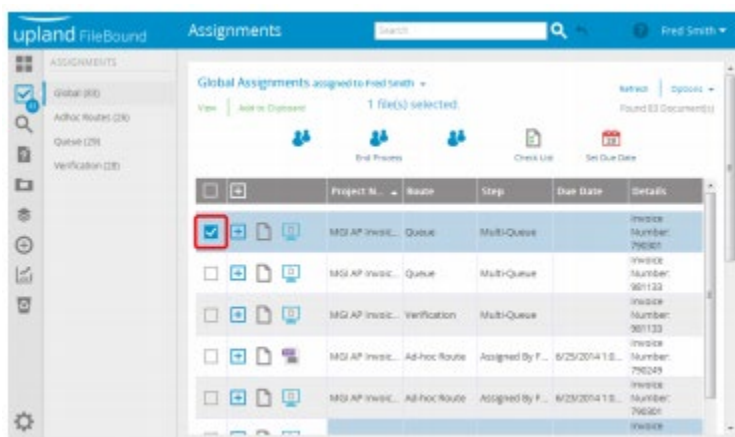 upland FileBound
Assignments
Search
Fred Smith
ASSIGNMENTS
Global (83)
Adhoc Routes (26)
Queue (29)
Verification (28)
Global Assignments assigned to Fred Smith
Refresh
Options
View
Add to Clipboard
1 file(s) selected.
Found 83 Document(s)
End Process
Check List
Set Due Date
Project N...
Route
Step
Due Date
Details
MGI AP Invoic... Queue Multi-Queue Invoice Number: 790301
MGI AP Invoic... Queue Multi-Queue Invoice Number: 981133
MGI AP Invoic... Verification Multi-Queue Invoice Number: 981133
MGI AP Invoic... Ad-hoc Route Assigned By F... 6/25/2014 1:0... Invoice Number: 790249
MGI AP Invoic... Ad-hoc Route Assigned By F... 6/23/2014 1:0... Invoice Number: 790301
Invoice